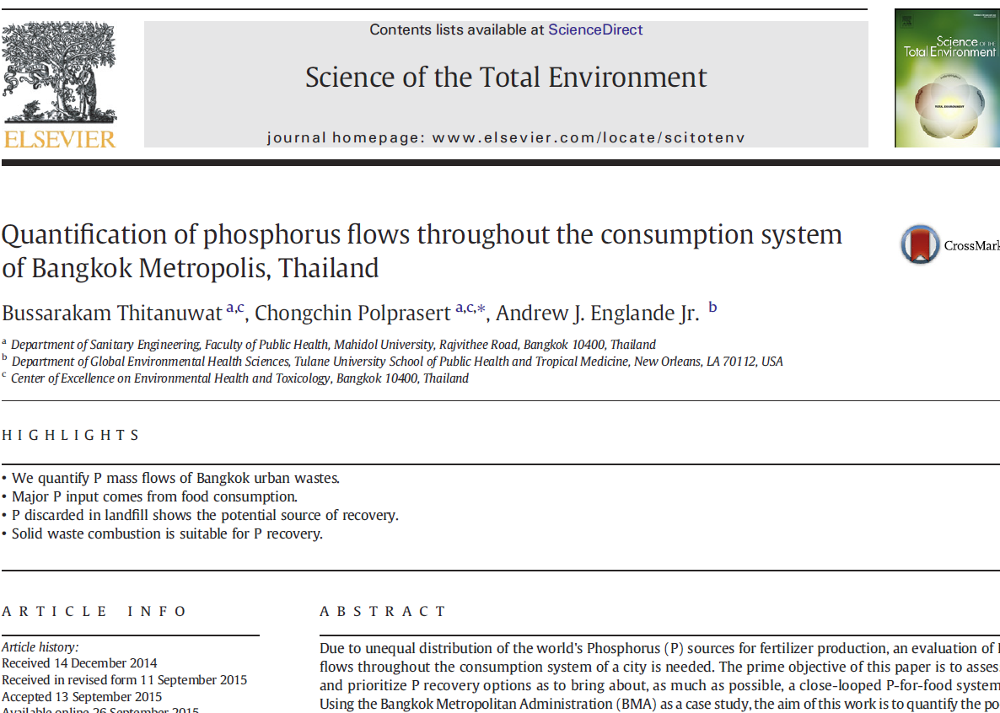 Contents lists available at ScienceDirect
Science of the Total Environment
journal homepage: www.elsevier.com/locate/scitotenv
ELSEVIER
Science OF THE
Total Environment
TOTAL ENVIRONMENT
Quantification of phosphorus flows throughout the consumption system
of Bangkok Metropolis, Thailand
CrossMark
Bussarakam Thitanuwat a,c, Chongchin Polprasert a,c,*, Andrew J. Englande Jr. b
a Department of Sanitary Engineering, Faculty of Public Health, Mahidol University, Rajvithee Road, Bangkok 10400, Thailand
b Department of Global Environmental Health Sciences, Tulane University School of Public Health and Tropical Medicine, New Orleans, LA 70112, USA
c Center of Excellence on Environmental Health and Toxicology, Bangkok 10400, Thailand
HIGHLIGHTS
• We quantify P mass flows of Bangkok urban wastes.
• Major P input comes from food consumption.
• P discarded in landfill shows the potential source of recovery.
• Solid waste combustion is suitable for P recovery.
ARTICLE INFO
Article history:
Received 14 December 2014
Received in revised form 11 September 2015
Accepted 13 September 2015
Available online 26 September 2015
ABSTRACT
Due to unequal distribution of the world's Phosphorus (P) sources for fertilizer production, an evaluation of
flows throughout the consumption system of a city is needed. The prime objective of this paper is to asses
and prioritize P recovery options as to bring about, as much as possible, a close-looped P-for-food system
Using the Bangkok Metropolitan Administration (BMA) as a case study, the aim of this work is to quantify the po